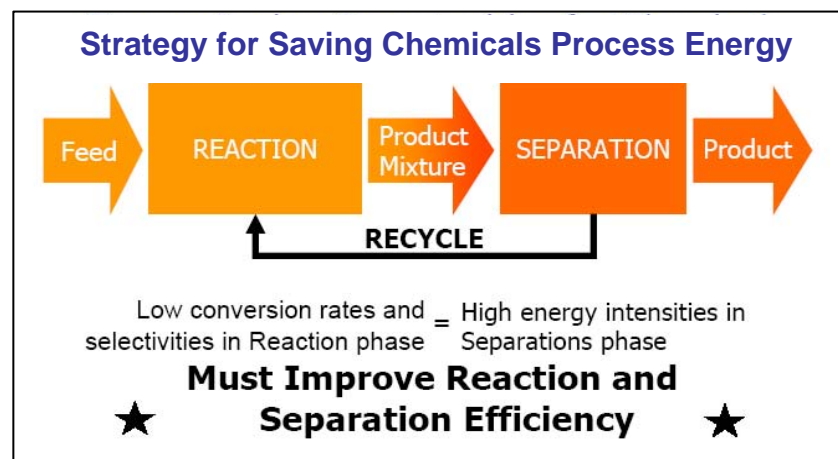 Strategy for Saving Chemicals Process Energy
Feed
REACTION
Product
Mixture
SEPARATION
Product
RECYCLE
Low conversion rates and
selectivities in Reaction phase
=
High energy intensities in
Separations phase
Must Improve Reaction and
Separation Efficiency